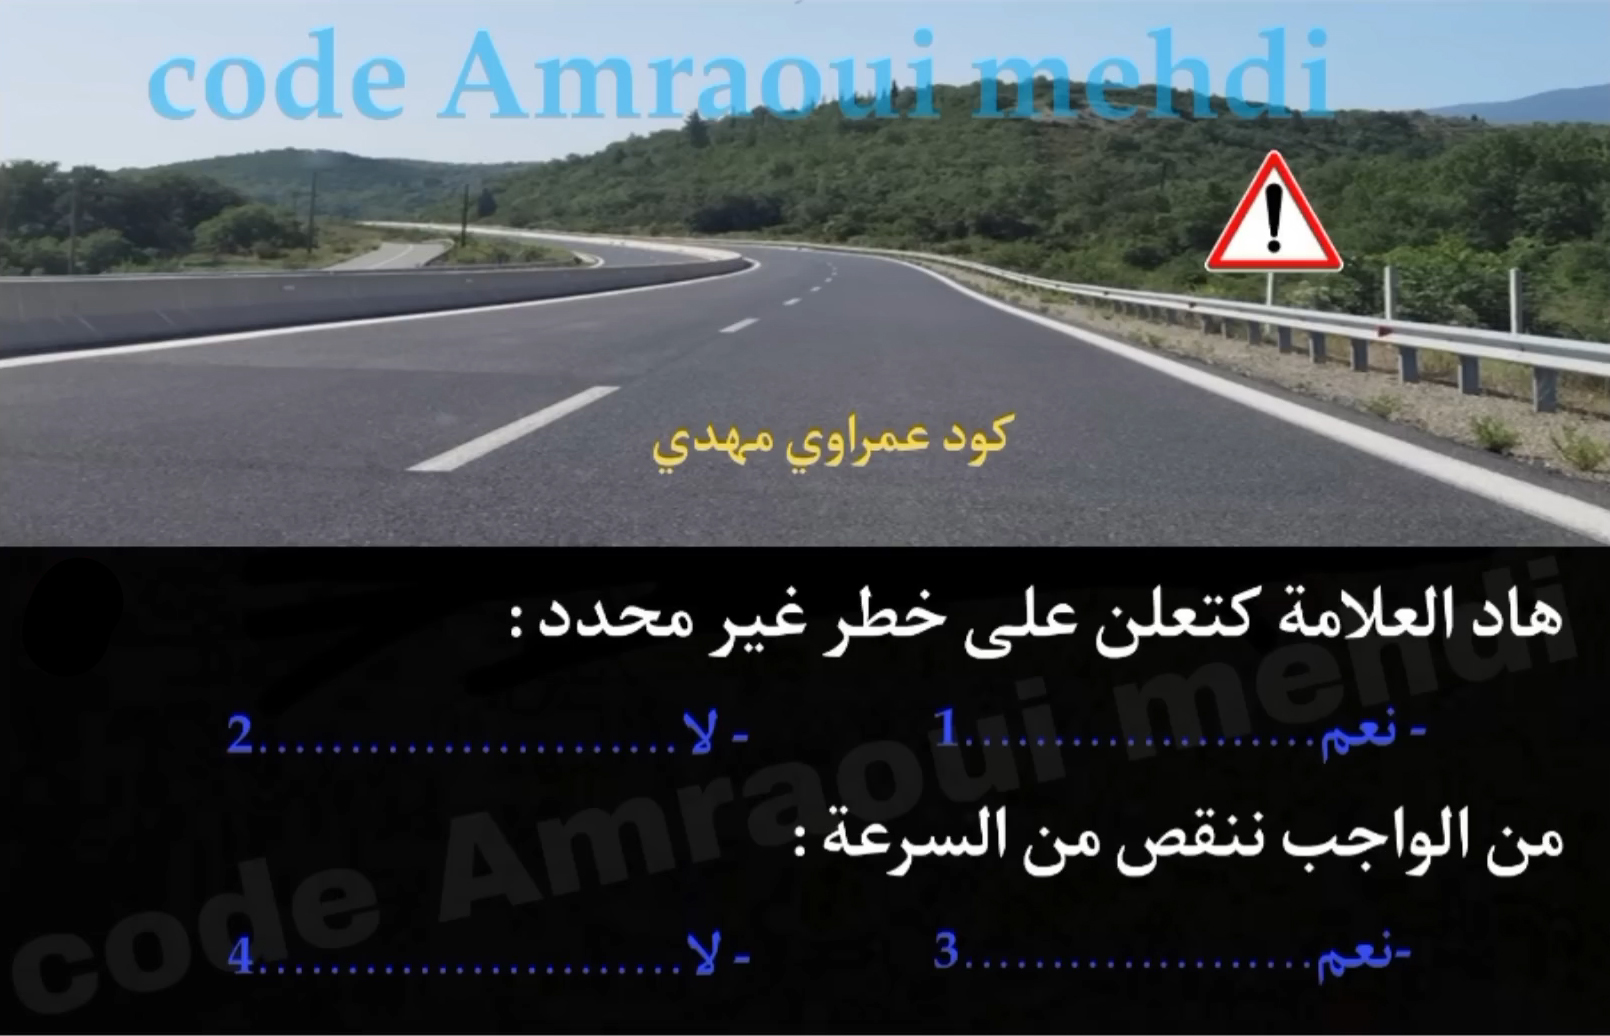 code Amraoui mehdi
كود عمراوي مهدي
هاد العلامة كتعلن على خطر غير محدد :
- نعم....................1 - لا.......................2
من الواجب ننقص من السرعة :
-نعم....................3 - لا.......................4
code Amraoui mehdi